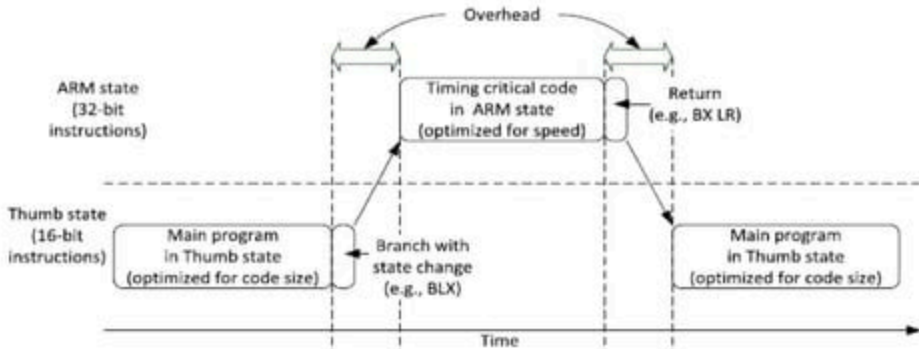 Overhead
ARM state
(32-bit
instructions)
Timing critical code
in ARM state
(optimized for speed)
Return
(e.g., BX LR)
Thumb state
(16-bit
instructions)
Main program
in Thumb state
(optimized for code size)
Branch with
state change
(e.g., BLX)
Main program
in Thumb state
(optimized for code size)
Time